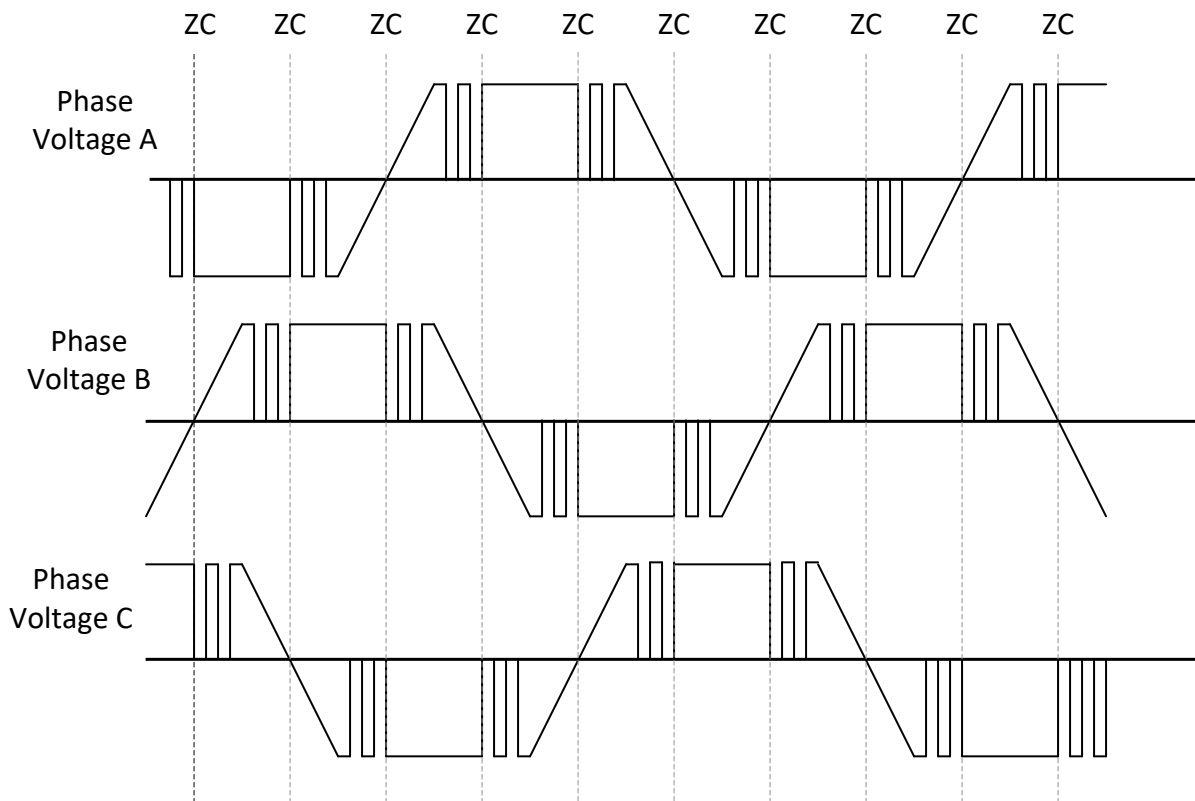 ZC ZC ZC ZC ZC ZC ZC ZC ZC ZC
Phase
Voltage A
Phase
Voltage B
Phase
Voltage C